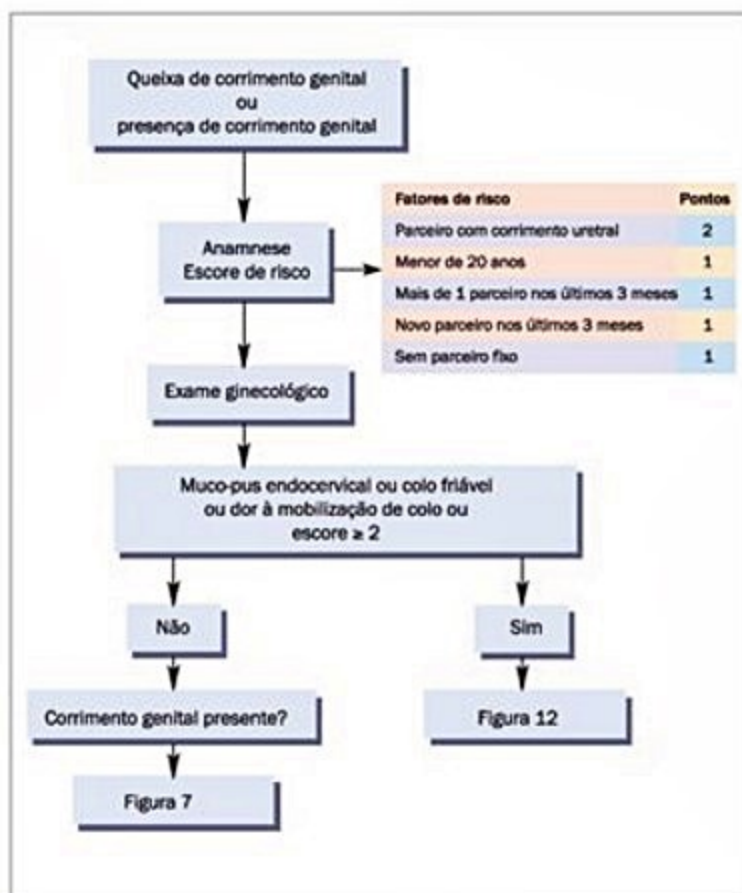 Queixa de corrimento genital
ou
presença de corrimento genital
Anamnese
Escore de risco
Fatores de risco Pontos
Parceiro com corrimento uretral 2
Menor de 20 anos 1
Mais de 1 parceiro nos últimos 3 meses 1
Novo parceiro nos últimos 3 meses 1
Sem parceiro fixo 1
Exame ginecológico
Muco-pus endocervical ou colo friável
ou dor à mobilização de colo ou
escore ≥ 2
Não
Sim
Corrimento genital presente?
Figura 12
Figura 7